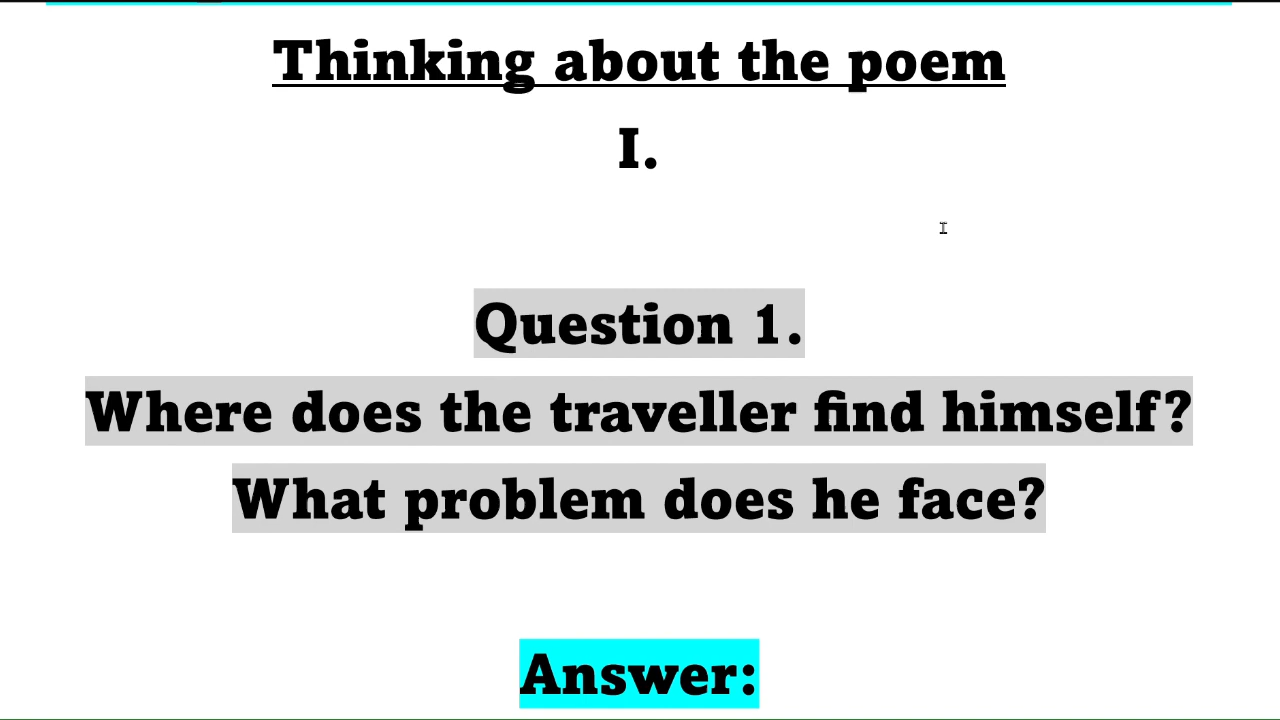 Thinking about the poem
I.
Question 1.
Where does the traveller find himself?
What problem does he face?
Answer: